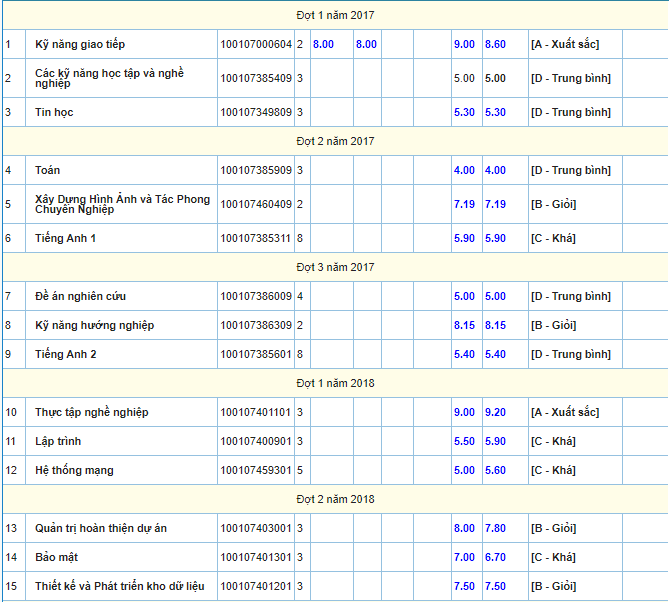 Đợt 1 năm 2017
1 Kỹ năng giao tiếp 100107000604 2 8.00 8.00 9.00 8.60 [A - Xuất sắc]
2 Các kỹ năng học tập và nghề nghiệp 100107385409 3 5.00 5.00 [D - Trung bình]
3 Tin học 100107349809 3 5.30 5.30 [D - Trung bình]
Đợt 2 năm 2017
4 Toán 100107385909 3 4.00 4.00 [D - Trung bình]
5 Xây Dựng Hình Ảnh và Tác Phong Chuyên Nghiệp 100107460409 2 7.19 7.19 [B - Giỏi]
6 Tiếng Anh 1 100107385311 8 5.90 5.90 [C - Khá]
Đợt 3 năm 2017
7 Đề án nghiên cứu 100107386009 4 5.00 5.00 [D - Trung bình]
8 Kỹ năng hướng nghiệp 100107386309 2 8.15 8.15 [B - Giỏi]
9 Tiếng Anh 2 100107385601 8 5.40 5.40 [D - Trung bình]
Đợt 1 năm 2018
10 Thực tập nghề nghiệp 100107401101 3 9.00 9.20 [A - Xuất sắc]
11 Lập trình 100107400901 3 5.50 5.90 [C - Khá]
12 Hệ thống mạng 100107459301 5 5.00 5.60 [C - Khá]
Đợt 2 năm 2018
13 Quản trị hoàn thiện dự án 100107403001 3 8.00 7.80 [B - Giỏi]
14 Bảo mật 100107401301 3 7.00 6.70 [C - Khá]
15 Thiết kế và Phát triển kho dữ liệu 100107401201 3 7.50 7.50 [B - Giỏi]